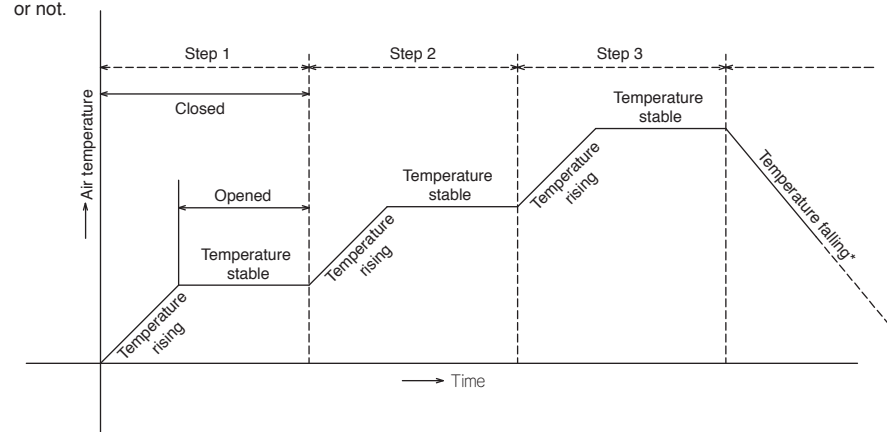 or not.
Step 1
Step 2
Step 3
Closed
Temperature
stable
Air temperature
Temperature
stable
Opened
Temperature
stable
Temperature
rising
Temperature
rising
Temperature
rising
Temperature falling*
Time